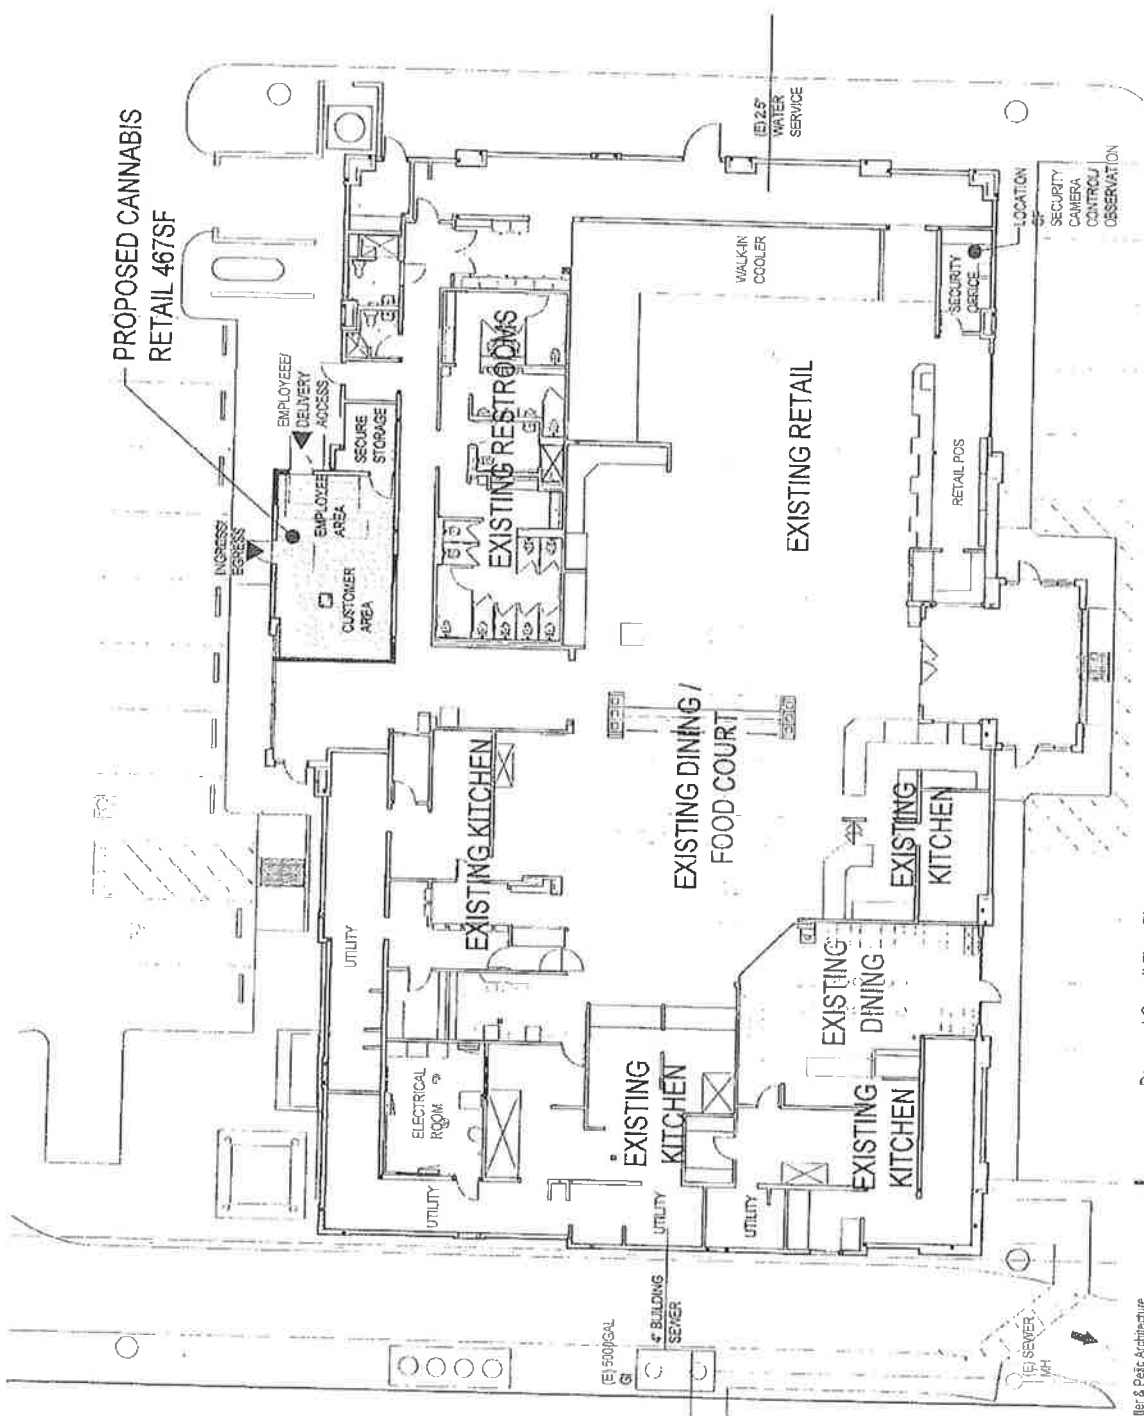 PROPOSED CANNABIS
RETAIL 467SF
(E) 2.5"
WATER
SERVICE
LOCATION
OF
SECURITY
CAMERA
CONTROL/
OBSERVATION
EMPLOYEEE/
DELIVERY
ACCESS
SECURE
STORAGE
INGRESS/
EGRESS
EMPLOYEE
AREA
CUSTOMER
AREA
EXISTING RESTROOMS
WALK-IN
COOLER
SECURITY
OFFICE
EXISTING RETAIL
RETAIL POS
EXISTING DINING /
FOOD COURT
EXISTING KITCHEN
EXISTING
KITCHEN
UTILITY
EXISTING
DINING
ELECTRICAL
ROOM
EXISTING
KITCHEN
EXISTING
KITCHEN
UTILITY
UTILITY
UTILITY
4" BUILDING
SEWER
(E) 5000GAL
GI
(E) SEWER
MH
Architecture